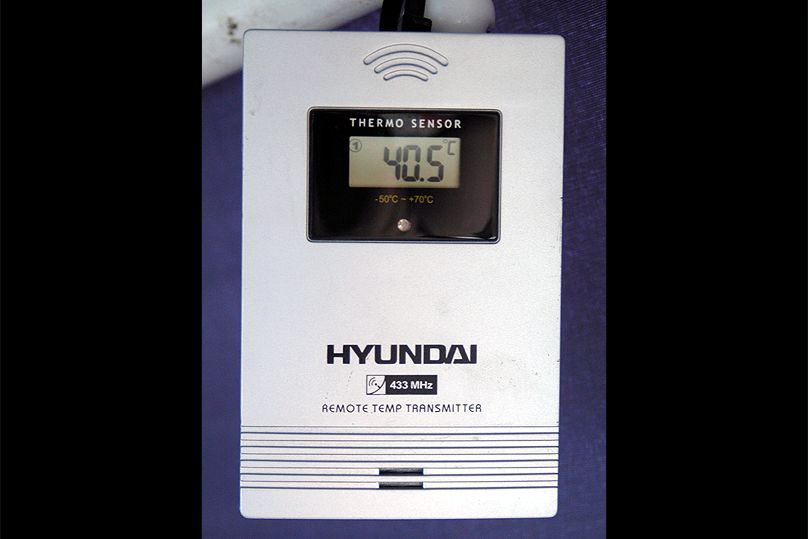 THERMO SENSOR
① 40.5 °C
-50°C ~ +70°C
HYUNDAI
433 MHz
REMOTE TEMP TRANSMITTER